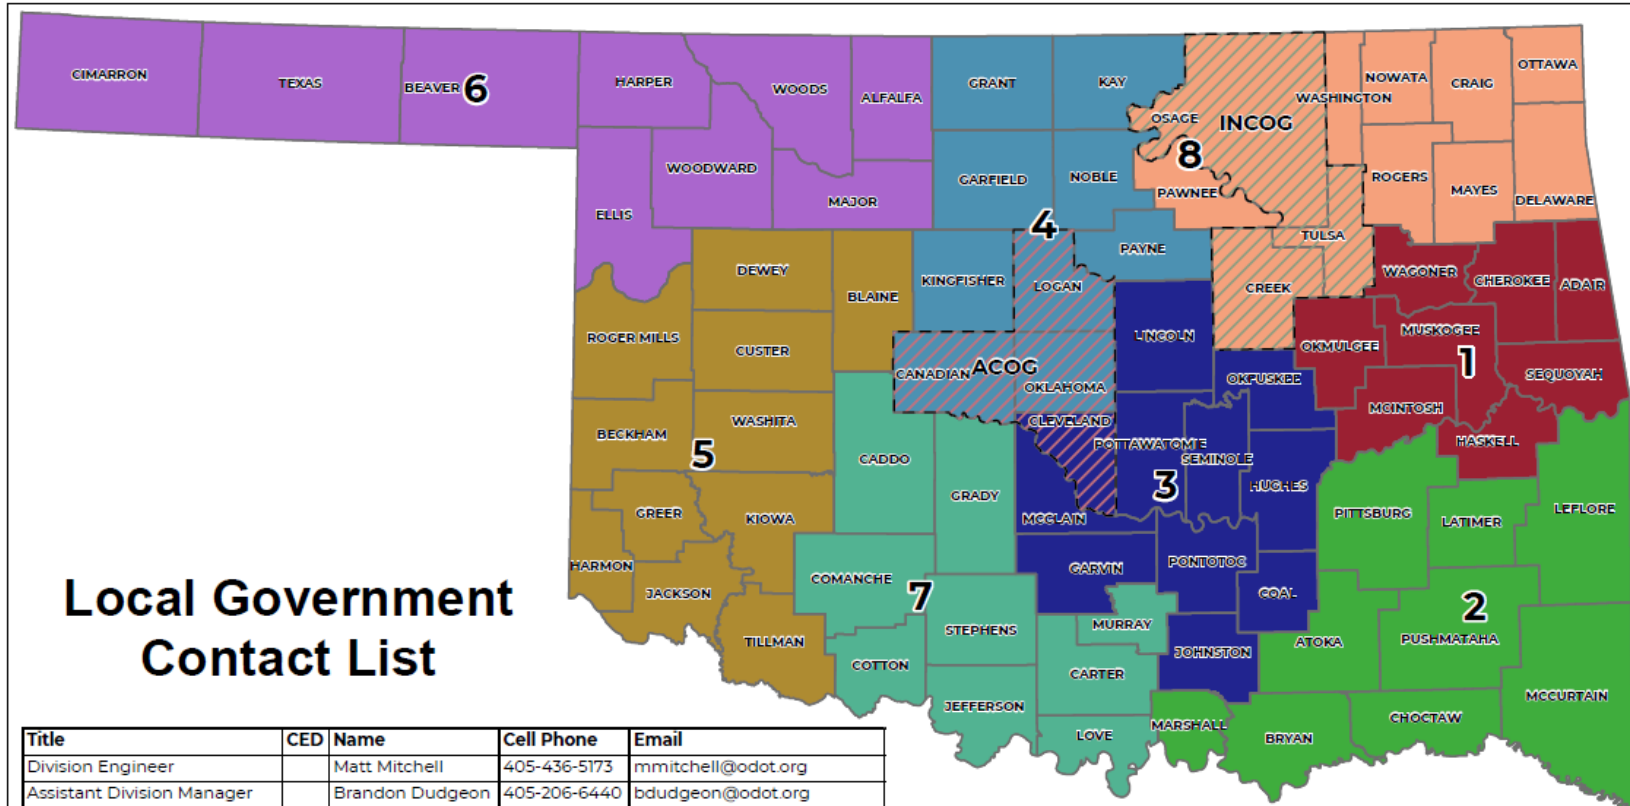 CIMARRON
TEXAS
BEAVER
6
HARPER
WOODS
ALFALFA
GRANT
KAY
OSAGE
INCOG
WASHINGTON
NOWATA
CRAIG
OTTAWA
WOODWARD
MAJOR
GARFIELD
NOBLE
8
PAWNEE
ROGERS
MAYES
DELAWARE
ELLIS
4
PAYNE
TULSA
DEWEY
BLAINE
KINGFISHER
LOGAN
CREEK
WAGONER
CHEROKEE
ADAIR
ROGER MILLS
CUSTER
LINCOLN
OKMULGEE
MUSKOGEE
1
SEQUOYAH
CANADIAN
ACOG
OKLAHOMA
OKFUSKEE
MCINTOSH
BECKHAM
WASHITA
CLEVELAND
HASKELL
5
CADDO
POTTAWATOMIE
SEMINOLE
3
HUGHES
GREER
KIOWA
GRADY
MCCLAIN
PITTSBURG
LATIMER
LEFLORE
HARMON
JACKSON
COMANCHE
7
GARVIN
PONTOTOC
COAL
2
TILLMAN
STEPHENS
MURRAY
JOHNSTON
ATOKA
PUSHMATAHA
COTTON
CARTER
JEFFERSON
LOVE
MARSHALL
BRYAN
CHOCTAW
MCCURTAIN
Local Government
Contact List
Title CED Name Cell Phone Email
Division Engineer Matt Mitchell 405-436-5173 mmitchell@odot.org
Assistant Division Manager Brandon Dudgeon 405-206-6440 bdudgeon@odot.org